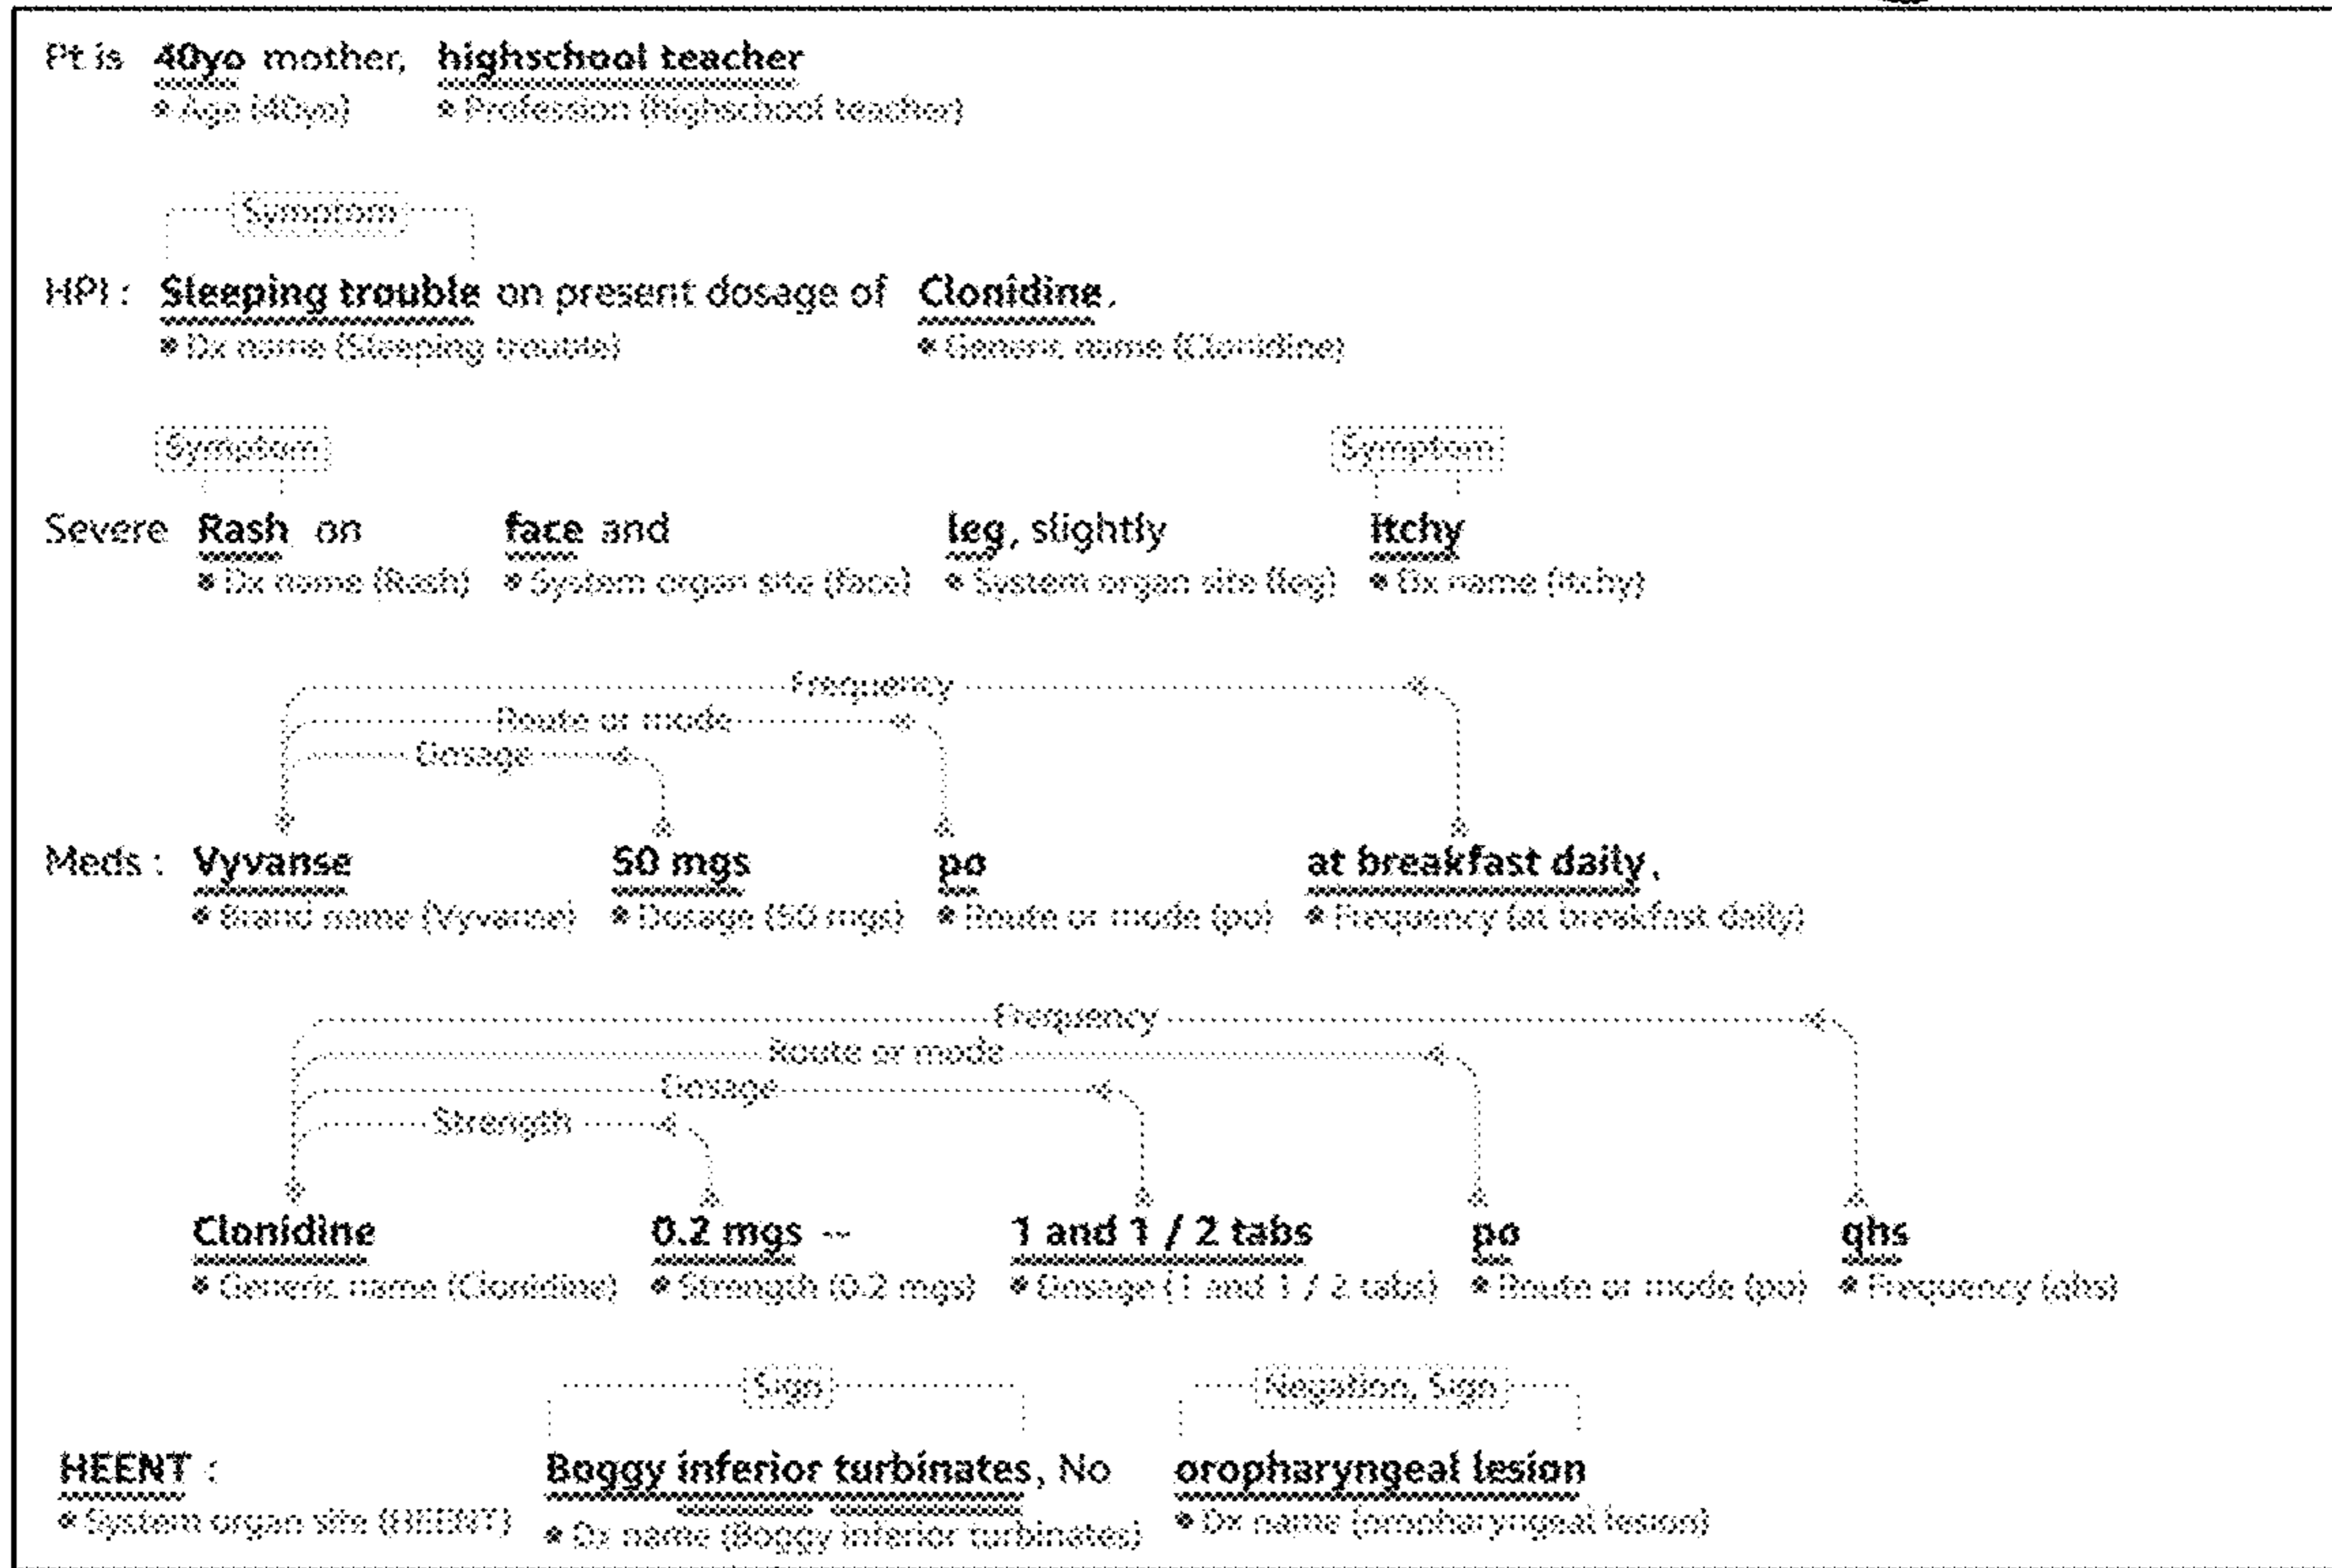 Pt is 40yo mother, highschool teacher
Age (40yo) Profession (highschool teacher)
Symptom
HPI : Sleeping trouble on present dosage of Clonidine.
Dx name (Sleeping trouble) Generic name (Clonidine)
Symptom Symptom
Severe Rash on face and leg, slightly itchy
Dx name (Rash) System organ site (face) System organ site (leg) Dx name (itchy)
Frequency
Route or mode
Dosage
Meds : Vyvanse 50 mgs po at breakfast daily,
Brand name (Vyvanse) Dosage (50 mgs) Route or mode (po) Frequency (at breakfast daily)
Frequency
Route or mode
Dosage
Strength
Clonidine 0.2 mgs -- 1 and 1 / 2 tabs po qhs
Generic name (Clonidine) Strength (0.2 mgs) Dosage (1 and 1 / 2 tabs) Route or mode (po) Frequency (qhs)
Sign Negation, Sign
HEENT : Boggy inferior turbinates, No oropharyngeal lesion
System organ site (HEENT) Dx name (Boggy inferior turbinates) Dx name (oropharyngeal lesion)